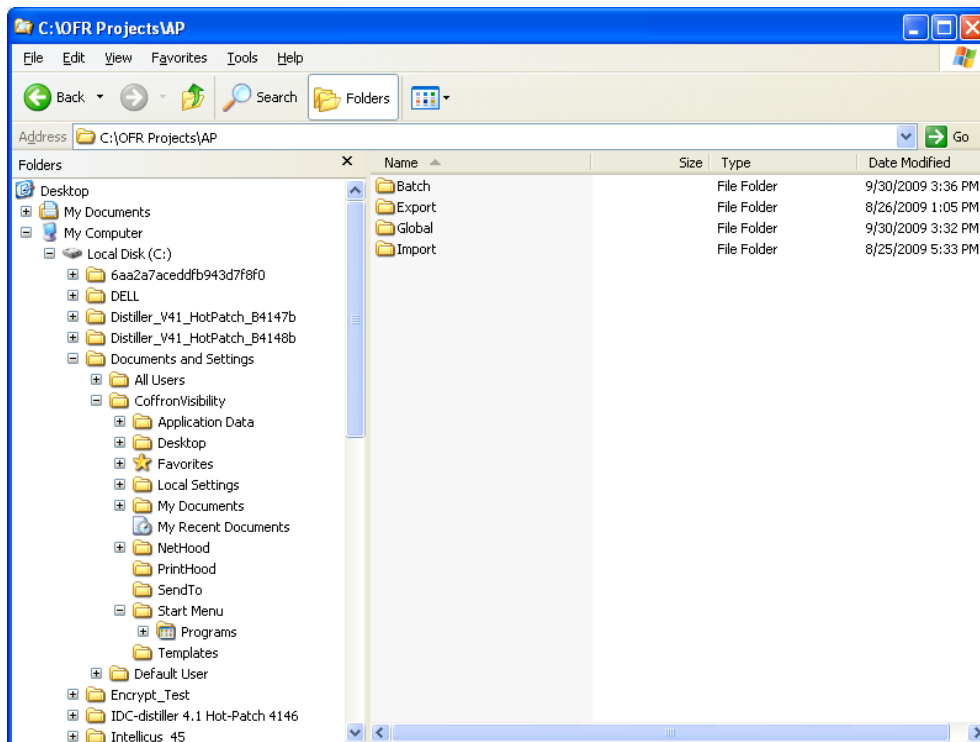 C:\OFR Projects\AP
File Edit View Favorites Tools Help
Back Search Folders
Address C:\OFR Projects\AP Go
Folders Name Size Type Date Modified
Desktop
My Documents
My Computer
Local Disk (C:)
6aa2a7aceddfb943d7f8f0
DELL
Distiller_V41_HotPatch_B4147b
Distiller_V41_HotPatch_B4148b
Documents and Settings
All Users
CoffronVisibility
Application Data
Desktop
Favorites
Local Settings
My Documents
My Recent Documents
NetHood
PrintHood
SendTo
Start Menu
Programs
Templates
Default User
Encrypt_Test
IDC-distiller 4.1 Hot-Patch 4146
Intellicus_45
Batch File Folder 9/30/2009 3:36 PM
Export File Folder 8/26/2009 1:05 PM
Global File Folder 9/30/2009 3:32 PM
Import File Folder 8/25/2009 5:33 PM